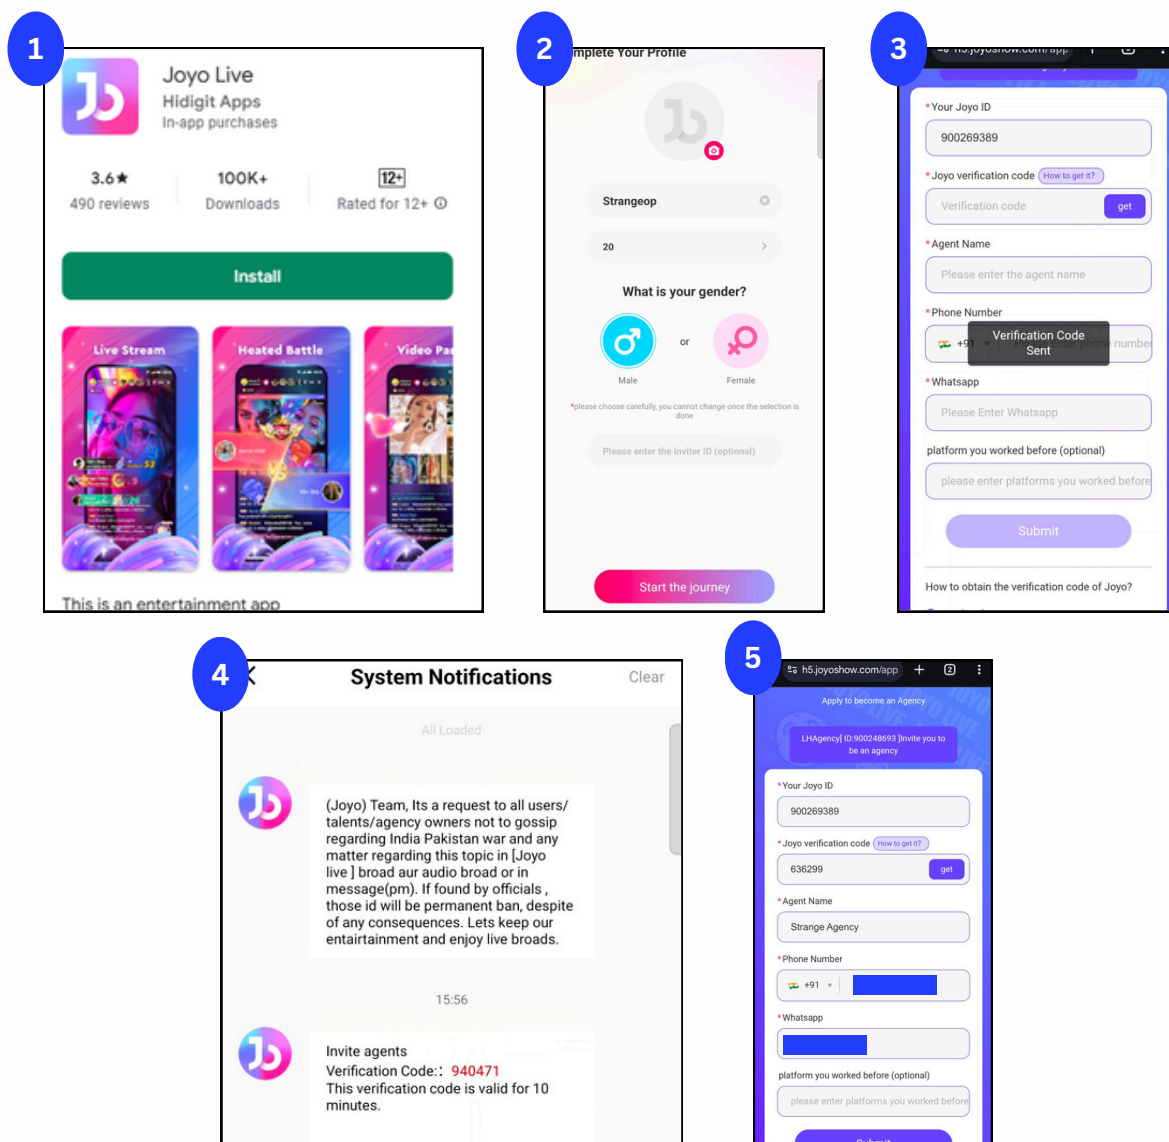 1
Joyo Live
Hidigit Apps
In-app purchases
3.6★
490 reviews
100K+
Downloads
12+
Rated for 12+
Install
Live Stream
Heated Battle
Video Pa
This is an entertainment app
2
mplete Your Profile
Strangeop
20
What is your gender?
or
Male
Female
*please choose carefully, you cannot change once the selection is
done
Please enter the inviter ID (optional)
Start the journey
3
h5.joyoshow.com/app
2
*Your Joyo ID
900269389
*Joyo verification code
How to get it?
Verification code
get
*Agent Name
Please enter the agent name
*Phone Number
+91
number
Verification Code
Sent
*Whatsapp
Please Enter Whatsapp
platform you worked before (optional)
please enter platforms you worked before
Submit
How to obtain the verification code of Joyo?
4
System Notifications
Clear
All Loaded
(Joyo) Team, Its a request to all users/
talents/agency owners not to gossip
regarding India Pakistan war and any
matter regarding this topic in [Joyo
live ] broad aur audio broad or in
message(pm). If found by officials ,
those id will be permanent ban, despite
of any consequences. Lets keep our
entairtainment and enjoy live broads.
15:56
Invite agents
Verification Code:: 940471
This verification code is valid for 10
minutes.
5
h5.joyoshow.com/app
2
Apply to become an Agency
LHAgency[ ID:900248693 ]Invite you to
be an agency
*Your Joyo ID
900269389
*Joyo verification code
How to get it?
636299
get
*Agent Name
Strange Agency
*Phone Number
+91
*Whatsapp
platform you worked before (optional)
please enter platforms you worked before
Submit